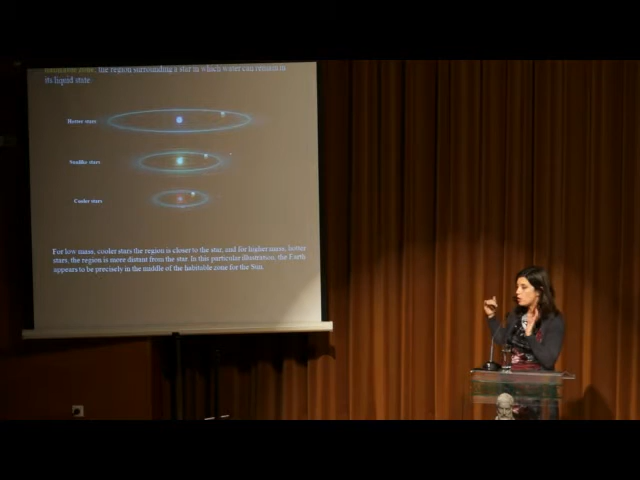 Habitable zone: the region surrounding a star in which water can remain in
its liquid state.
Hotter stars
Sunlike stars
Cooler stars
For low mass, cooler stars the region is closer to the star, and for higher mass, hotter
stars, the region is more distant from the star. In this particular illustration, the Earth
appears to be precisely in the middle of the habitable zone for the Sun.